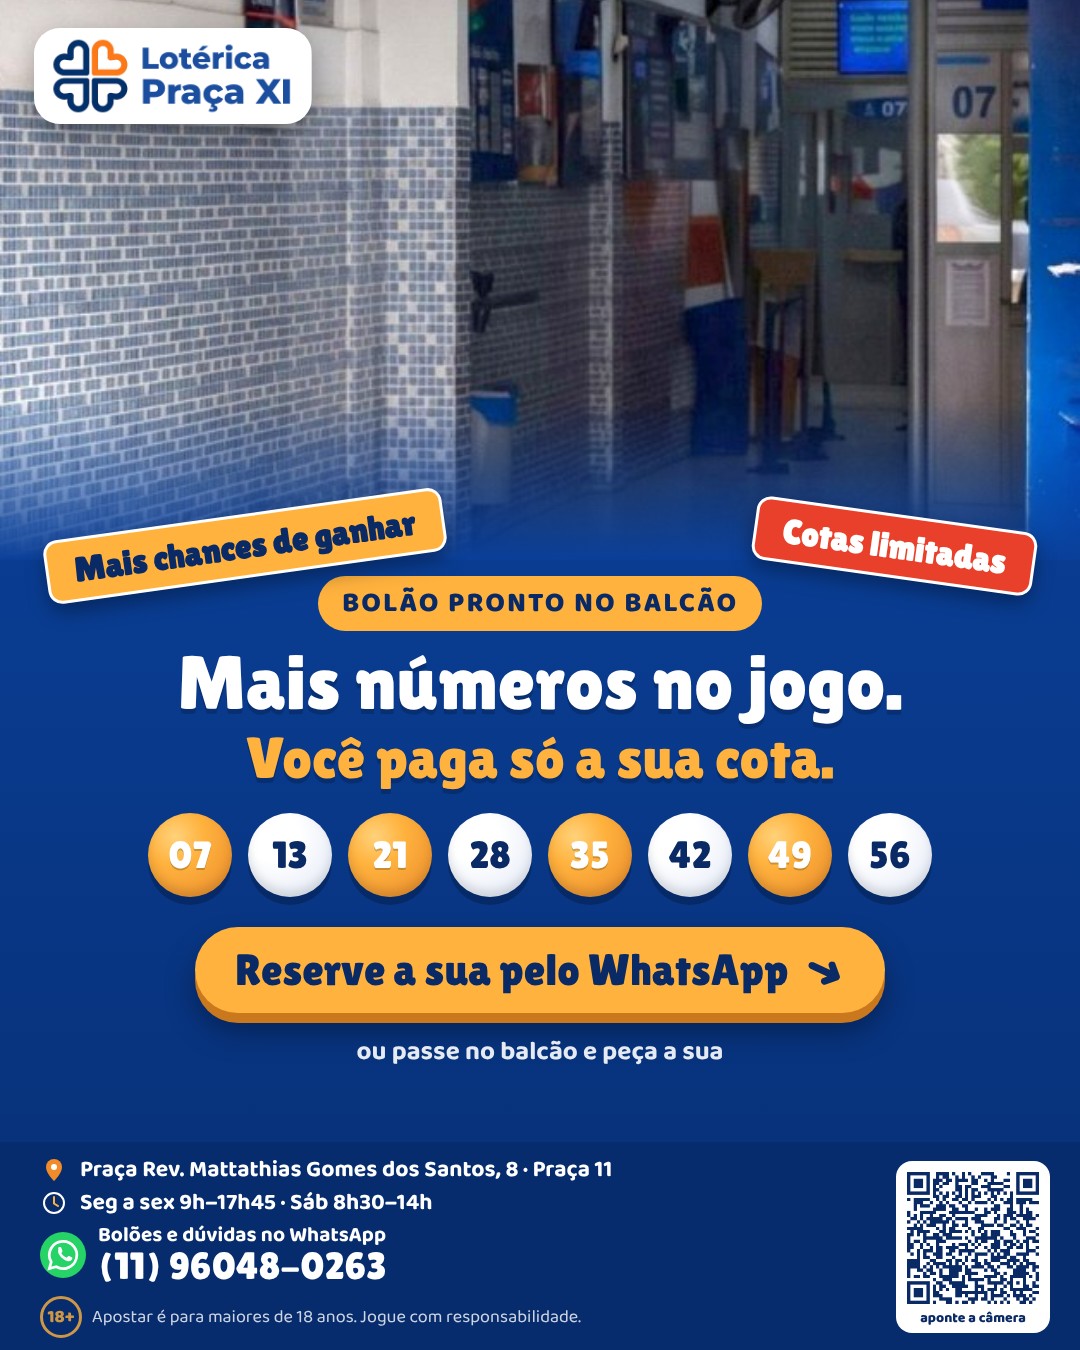 Lotérica
Praça XI
07
07
Mais chances de ganhar
Cotas limitadas
BOLÃO PRONTO NO BALCÃO
Mais números no jogo.
Você paga só a sua cota.
07 13 21 28 35 42 49 56
Reserve a sua pelo WhatsApp
ou passe no balcão e peça a sua
Praça Rev. Mattathias Gomes dos Santos, 8 · Praça 11
Seg a sex 9h–17h45 · Sáb 8h30–14h
Bolões e dúvidas no WhatsApp
(11) 96048–0263
18+ Apostar é para maiores de 18 anos. Jogue com responsabilidade.
aponte a câmera